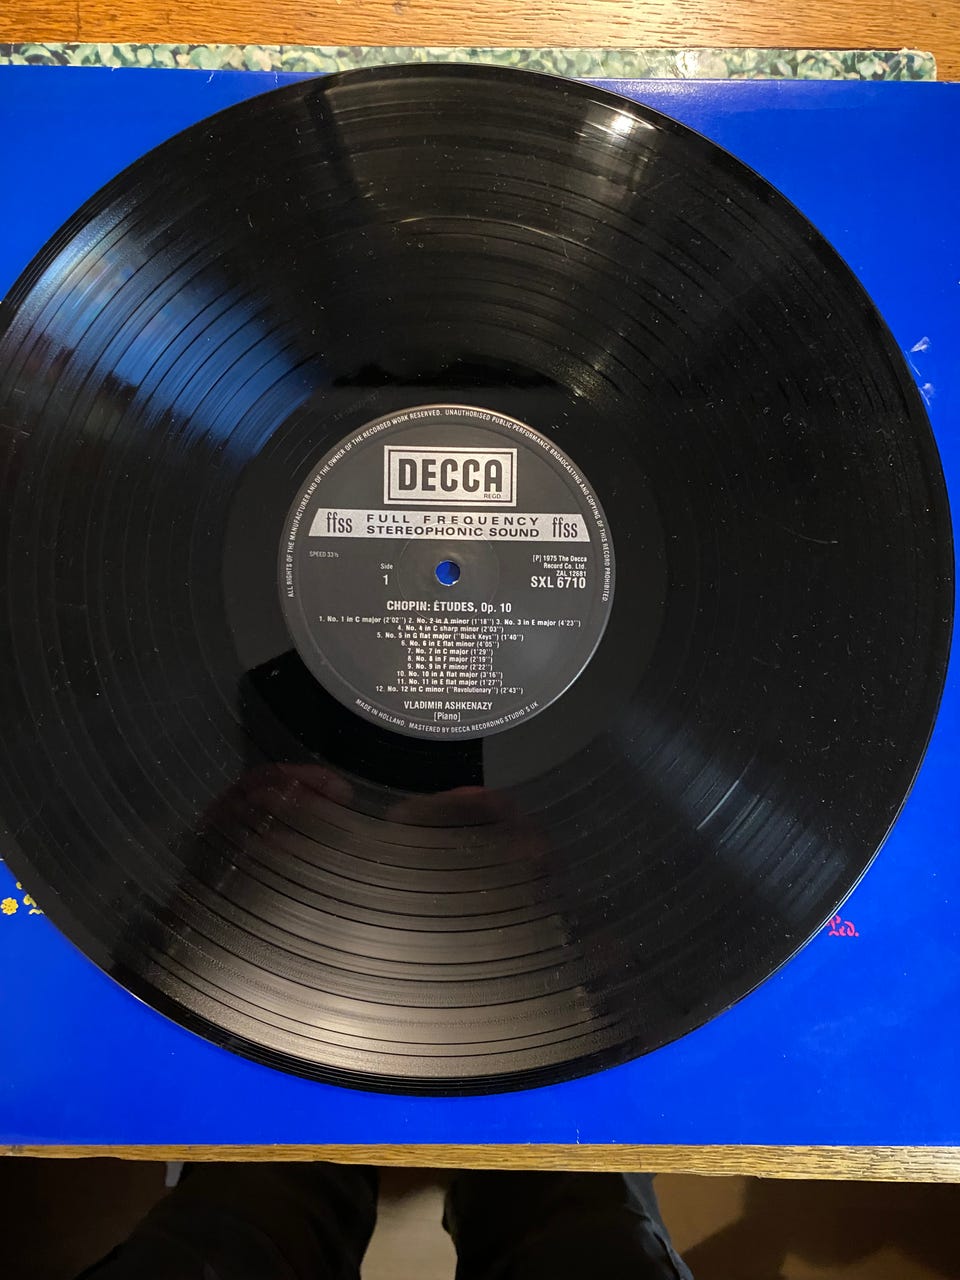 ALL RIGHTS OF THE MANUFACTURER AND OF THE OWNER OF THE RECORDED WORK RESERVED. UNAUTHORISED PUBLIC PERFORMANCE BROADCASTING AND COPYING OF THIS RECORD PROHIBITED
DECCA
REGD.
ffss FULL FREQUENCY STEREOPHONIC SOUND ffss
SPEED 33⅓
Side
1
[P] 1975 The Decca
Record Co. Ltd.
ZAL 12681
SXL 6710
CHOPIN: ÉTUDES, Op. 10
1. No. 1 in C major (2'02") 2. No. 2 in A minor (1'18") 3. No. 3 in E major (4'23")
4. No. 4 in C sharp minor (2'03")
5. No. 5 in G flat major ("Black Keys") (1'40")
6. No. 6 in E flat minor (4'05")
7. No. 7 in C major (1'29")
8. No. 8 in F major (2'19")
9. No. 9 in F minor (2'22")
10. No. 10 in A flat major (3'16")
11. No. 11 in E flat major (1'27")
12. No. 12 in C minor ("Revolutionary") (2'43")
VLADIMIR ASHKENAZY
[Piano]
MADE IN HOLLAND. MASTERED BY DECCA RECORDING STUDIO'S UK
Ped.